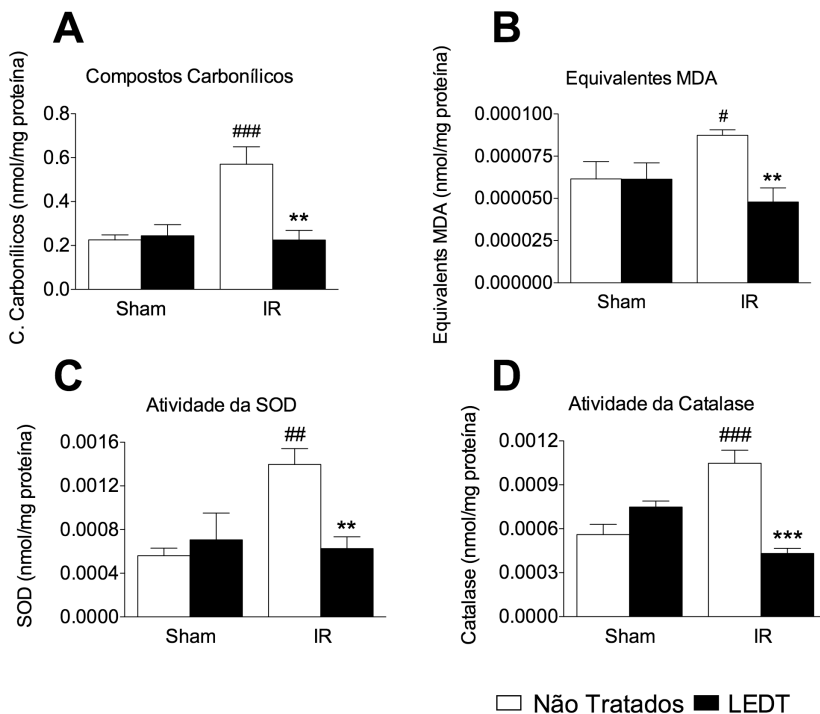 A
Compostos Carbonílicos
C. Carbonílicos (nmol/mg proteína)
0.8
0.6
0.4
0.2
0.0
###
**
Sham
IR
B
Equivalentes MDA
Equivalents MDA (nmol/mg proteína)
0.000100
0.000075
0.000050
0.000025
0.000000
#
**
Sham
IR
C
Atividade da SOD
SOD (nmol/mg proteína)
0.0016
0.0012
0.0008
0.0004
0.0000
##
**
Sham
IR
D
Atividade da Catalase
Catalase (nmol/mg proteína)
0.0012
0.0009
0.0006
0.0003
0.0000
###
***
Sham
IR
Não Tratados
LEDT